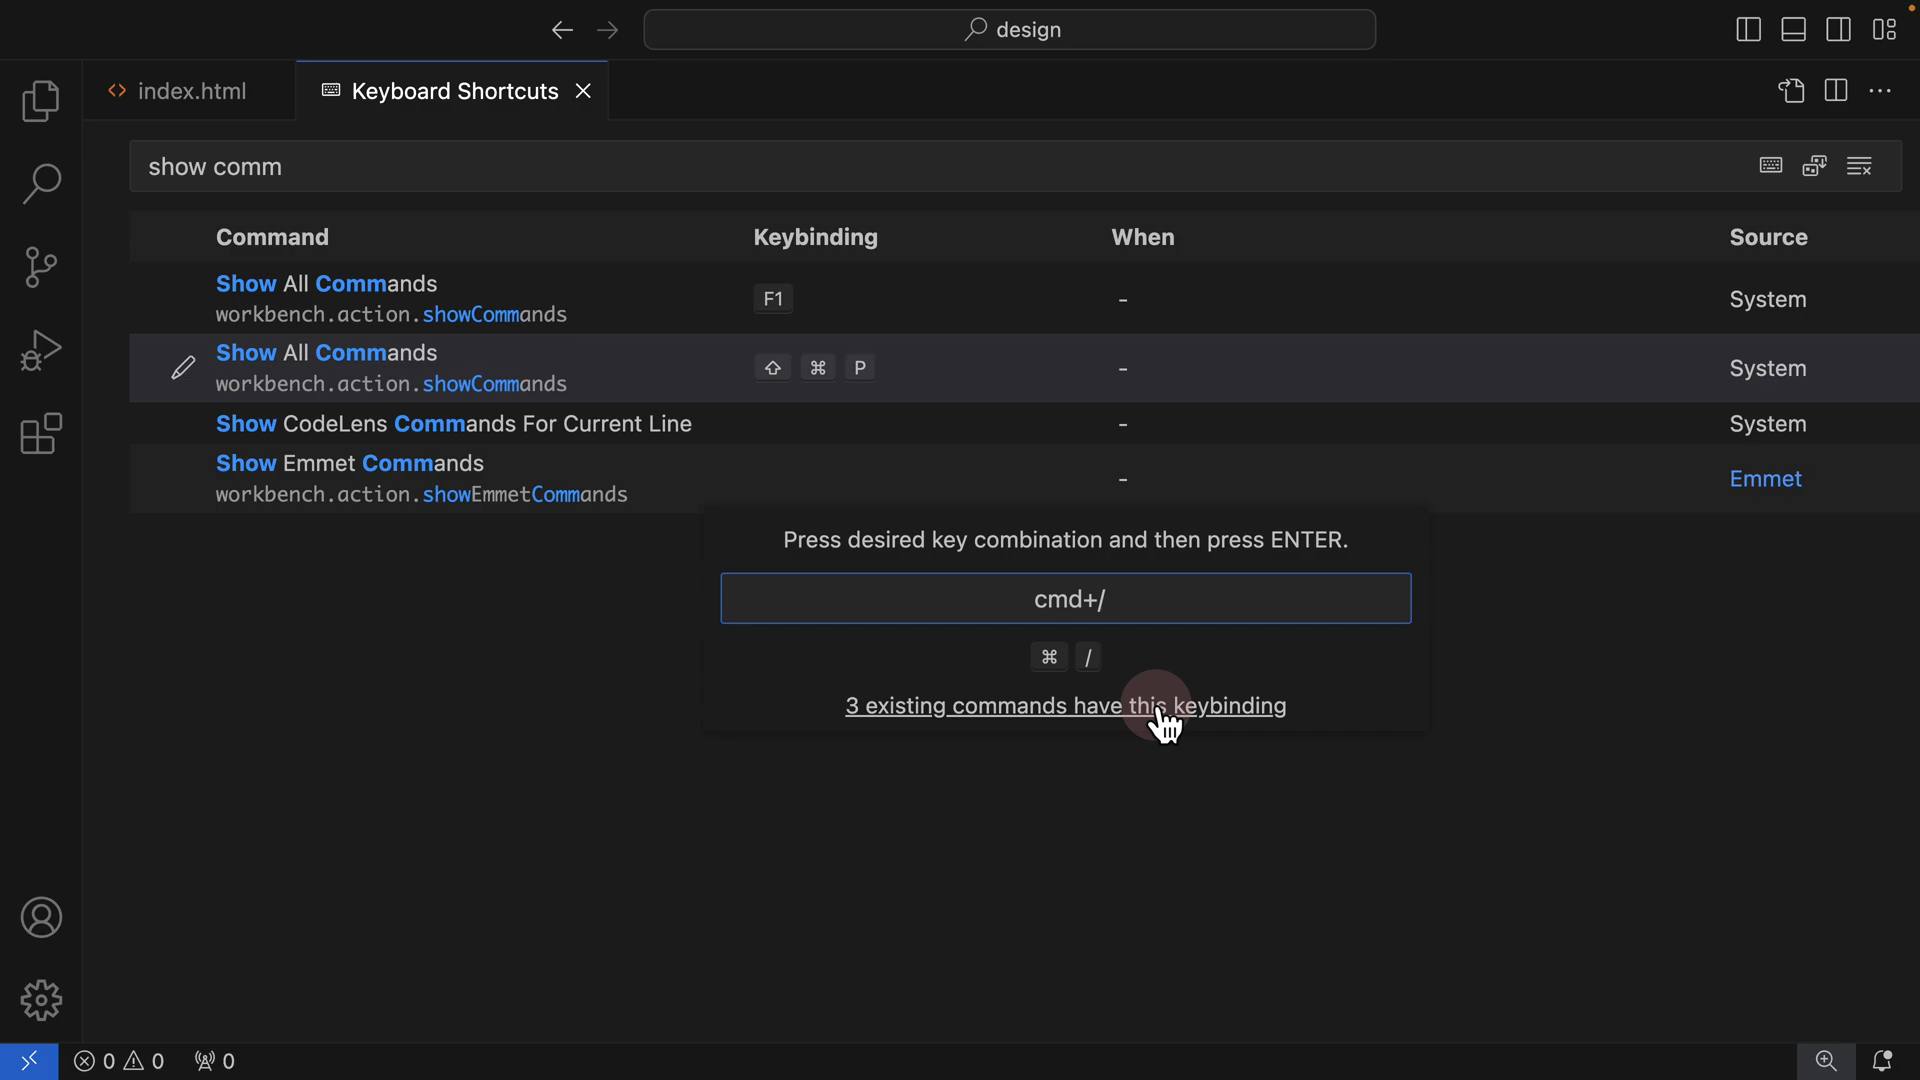 design
index.html
Keyboard Shortcuts
show comm
Command Keybinding When Source
Show All Commands
workbench.action.showCommands
F1 - System
Show All Commands
workbench.action.showCommands
⇧ ⌘ P - System
Show CodeLens Commands For Current Line - System
Show Emmet Commands
workbench.action.showEmmetCommands
- Emmet
Press desired key combination and then press ENTER.
cmd+/
⌘ /
3 existing commands have this keybinding
0 0 0